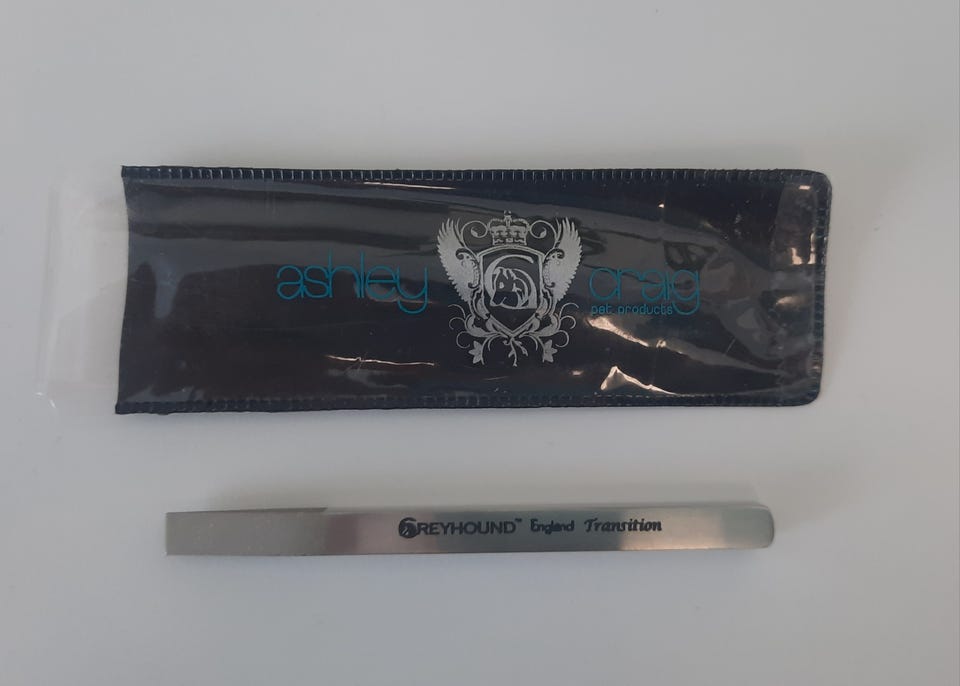 ashley craig
pet products
GREYHOUND™ England Transition